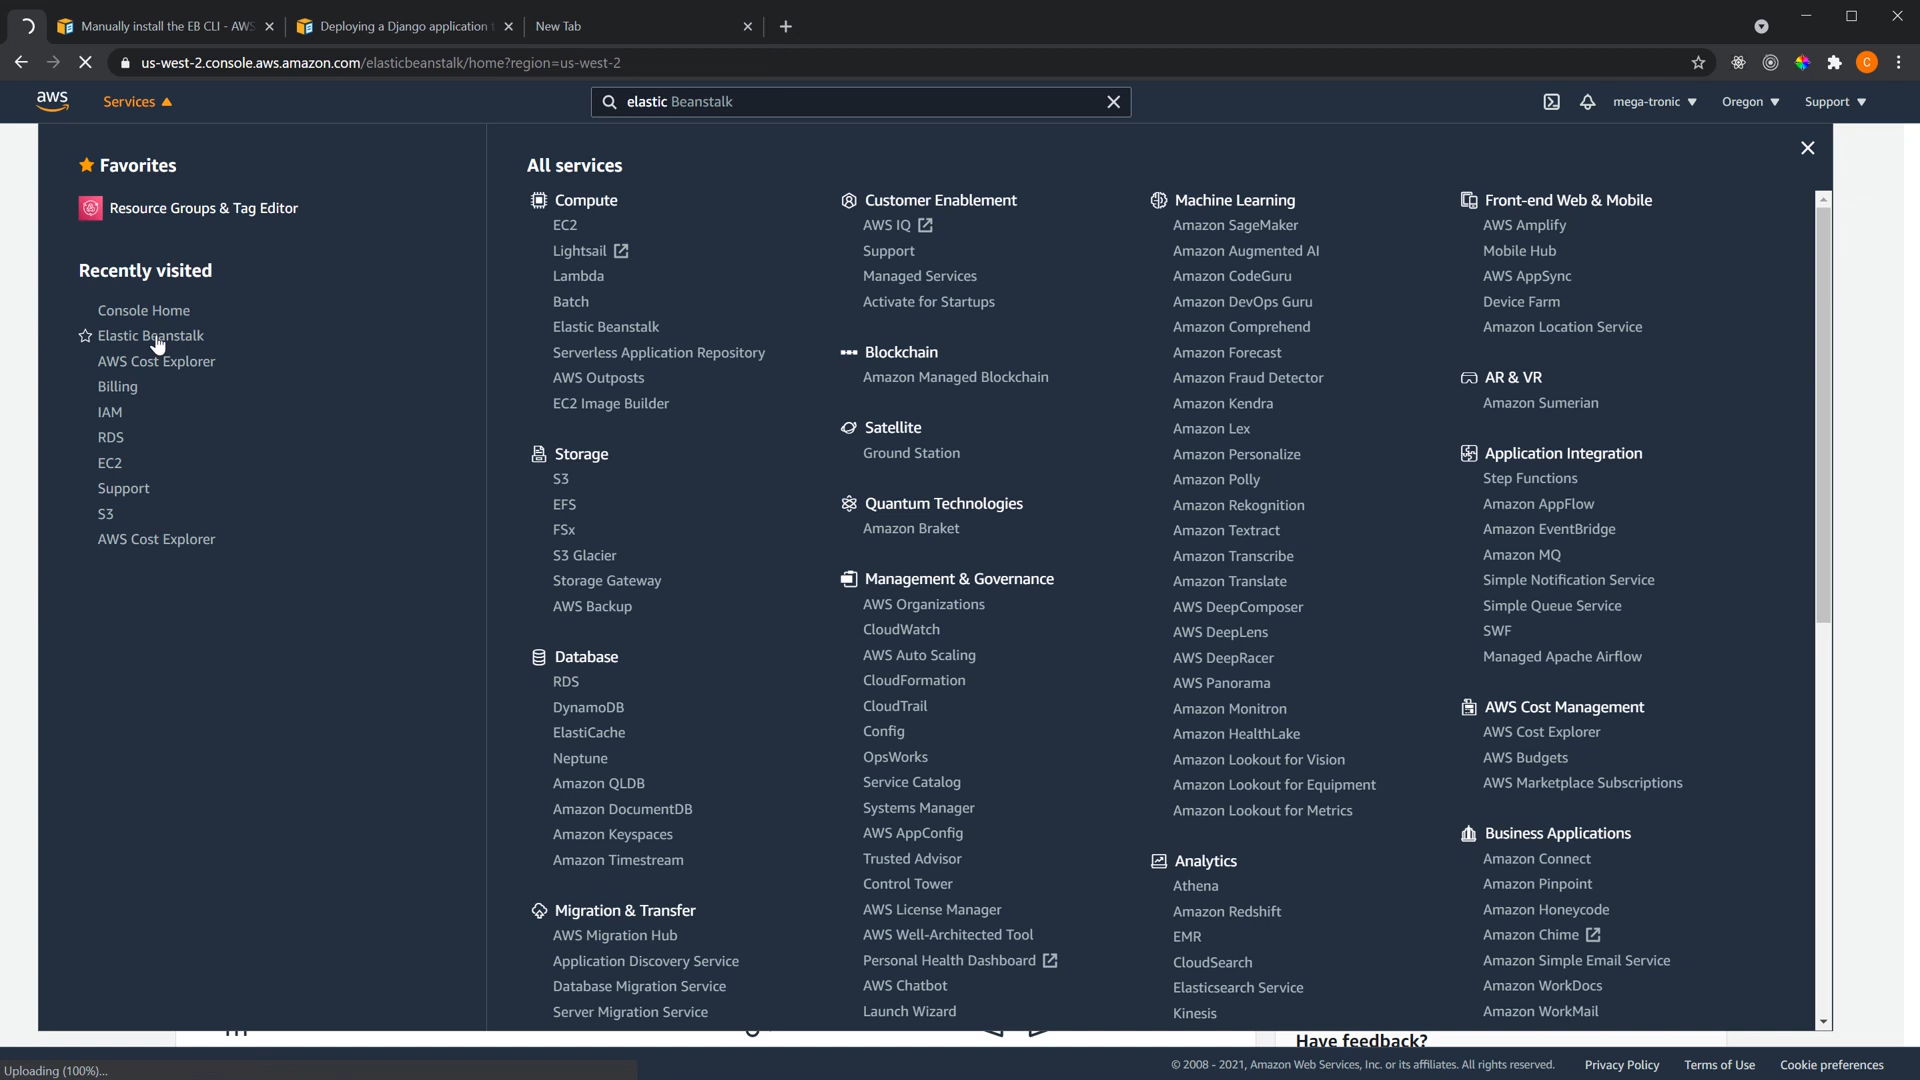 Manually install the EB CLI - AWS
Deploying a Django application t
New Tab
us-west-2.console.aws.amazon.com/elasticbeanstalk/home?region=us-west-2
C
aws
Services
elastic Beanstalk
mega-tronic
Oregon
Support
Favorites
Resource Groups & Tag Editor
Recently visited
Console Home
Elastic Beanstalk
AWS Cost Explorer
Billing
IAM
RDS
EC2
Support
S3
AWS Cost Explorer
All services
Compute
EC2
Lightsail
Lambda
Batch
Elastic Beanstalk
Serverless Application Repository
AWS Outposts
EC2 Image Builder
Storage
S3
EFS
FSx
S3 Glacier
Storage Gateway
AWS Backup
Database
RDS
DynamoDB
ElastiCache
Neptune
Amazon QLDB
Amazon DocumentDB
Amazon Keyspaces
Amazon Timestream
Migration & Transfer
AWS Migration Hub
Application Discovery Service
Database Migration Service
Server Migration Service
Customer Enablement
AWS IQ
Support
Managed Services
Activate for Startups
Blockchain
Amazon Managed Blockchain
Satellite
Ground Station
Quantum Technologies
Amazon Braket
Management & Governance
AWS Organizations
CloudWatch
AWS Auto Scaling
CloudFormation
CloudTrail
Config
OpsWorks
Service Catalog
Systems Manager
AWS AppConfig
Trusted Advisor
Control Tower
AWS License Manager
AWS Well-Architected Tool
Personal Health Dashboard
AWS Chatbot
Launch Wizard
Machine Learning
Amazon SageMaker
Amazon Augmented AI
Amazon CodeGuru
Amazon DevOps Guru
Amazon Comprehend
Amazon Forecast
Amazon Fraud Detector
Amazon Kendra
Amazon Lex
Amazon Personalize
Amazon Polly
Amazon Rekognition
Amazon Textract
Amazon Transcribe
Amazon Translate
AWS DeepComposer
AWS DeepLens
AWS DeepRacer
AWS Panorama
Amazon Monitron
Amazon HealthLake
Amazon Lookout for Vision
Amazon Lookout for Equipment
Amazon Lookout for Metrics
Analytics
Athena
Amazon Redshift
EMR
CloudSearch
Elasticsearch Service
Kinesis
Front-end Web & Mobile
AWS Amplify
Mobile Hub
AWS AppSync
Device Farm
Amazon Location Service
AR & VR
Amazon Sumerian
Application Integration
Step Functions
Amazon AppFlow
Amazon EventBridge
Amazon MQ
Simple Notification Service
Simple Queue Service
SWF
Managed Apache Airflow
AWS Cost Management
AWS Cost Explorer
AWS Budgets
AWS Marketplace Subscriptions
Business Applications
Amazon Connect
Amazon Pinpoint
Amazon Honeycode
Amazon Chime
Amazon Simple Email Service
Amazon WorkDocs
Amazon WorkMail
Have feedback?
Uploading (100%)...
© 2008 - 2021, Amazon Web Services, Inc. or its affiliates. All rights reserved.
Privacy Policy
Terms of Use
Cookie preferences